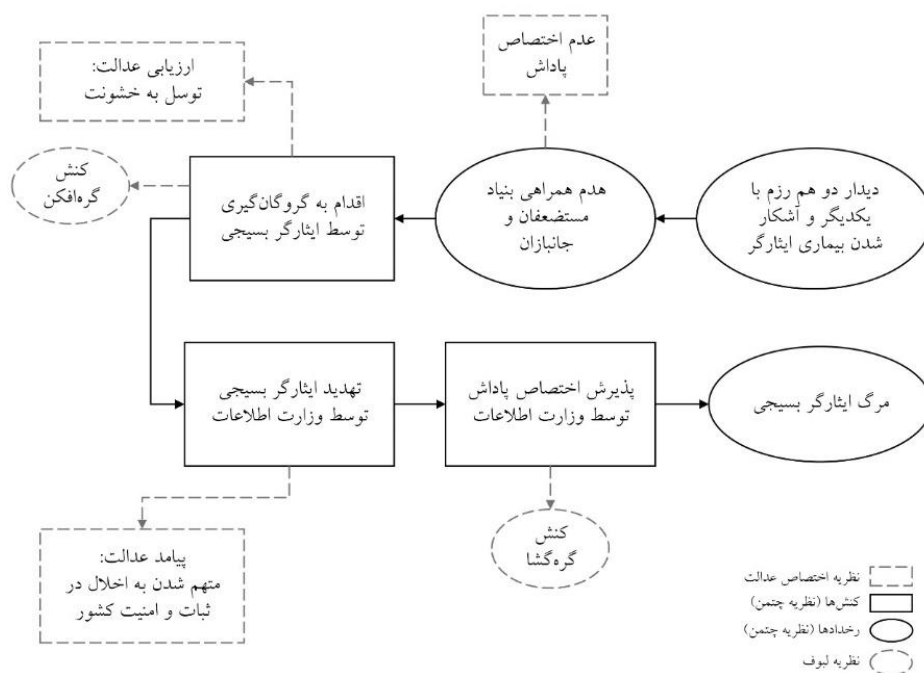 عدم اختصاص
پاداش
ارزیابی عدالت:
توسل به خشونت
کنش
گره‌افکن
دیدار دو هم رزم با
یکدیگر و آشکار
شدن بیماری ایثارگر
هدم همراهی بنیاد
مستضعفان و
جانبازان
اقدام به گروگان‌گیری
توسط ایثارگر بسیجی
تهدید ایثارگر بسیجی
توسط وزارت اطلاعات
پذیرش اختصاص پاداش
توسط وزارت اطلاعات
مرگ ایثارگر بسیجی
پیامد عدالت:
متهم شدن به اخلال در
ثبات و امنیت کشور
کنش
گره‌گشا
نظریه اختصاص عدالت
کنش‌ها (نظریه چتمن)
رخدادها (نظریه چتمن)
نظریه لبوف